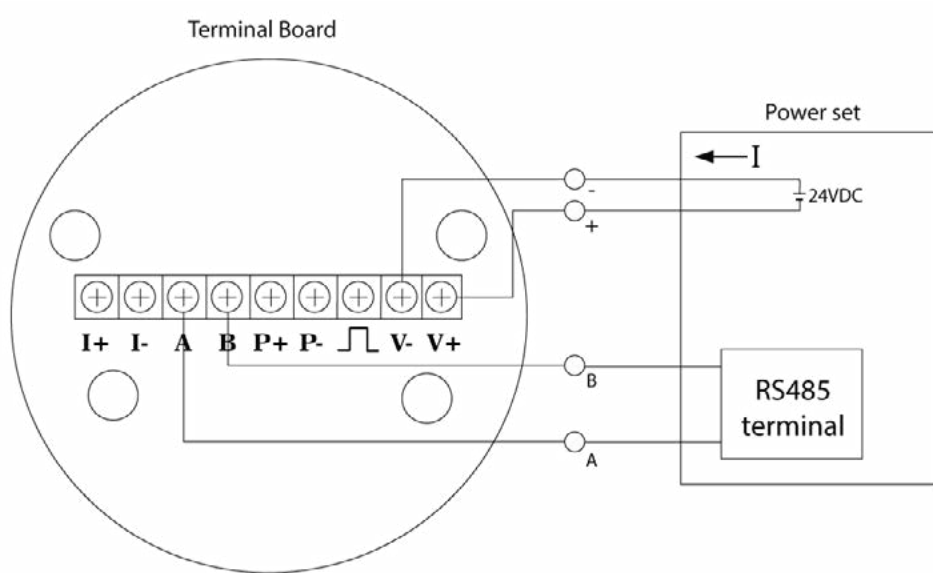 Terminal Board
Power set
I
-
24VDC
+
I+ I- A B P+ P- V- V+
B
RS485
terminal
A